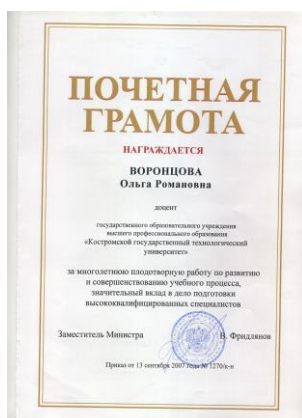 ПОЧЕТНАЯ
ГРАМОТА
НАГРАЖДАЕТСЯ
ВОРОНЦОВА
Ольга Романовна
доцент
государственного образовательного учреждения
высшего профессионального образования
«Костромской государственный технологический
университет»
за многолетнюю плодотворную работу по развитию
и совершенствованию учебного процесса,
значительный вклад в дело подготовки
высококвалифицированных специалистов
Заместитель Министра В. Фридлянов
Приказ от 13 сентября 2007 года № 1270/к-н